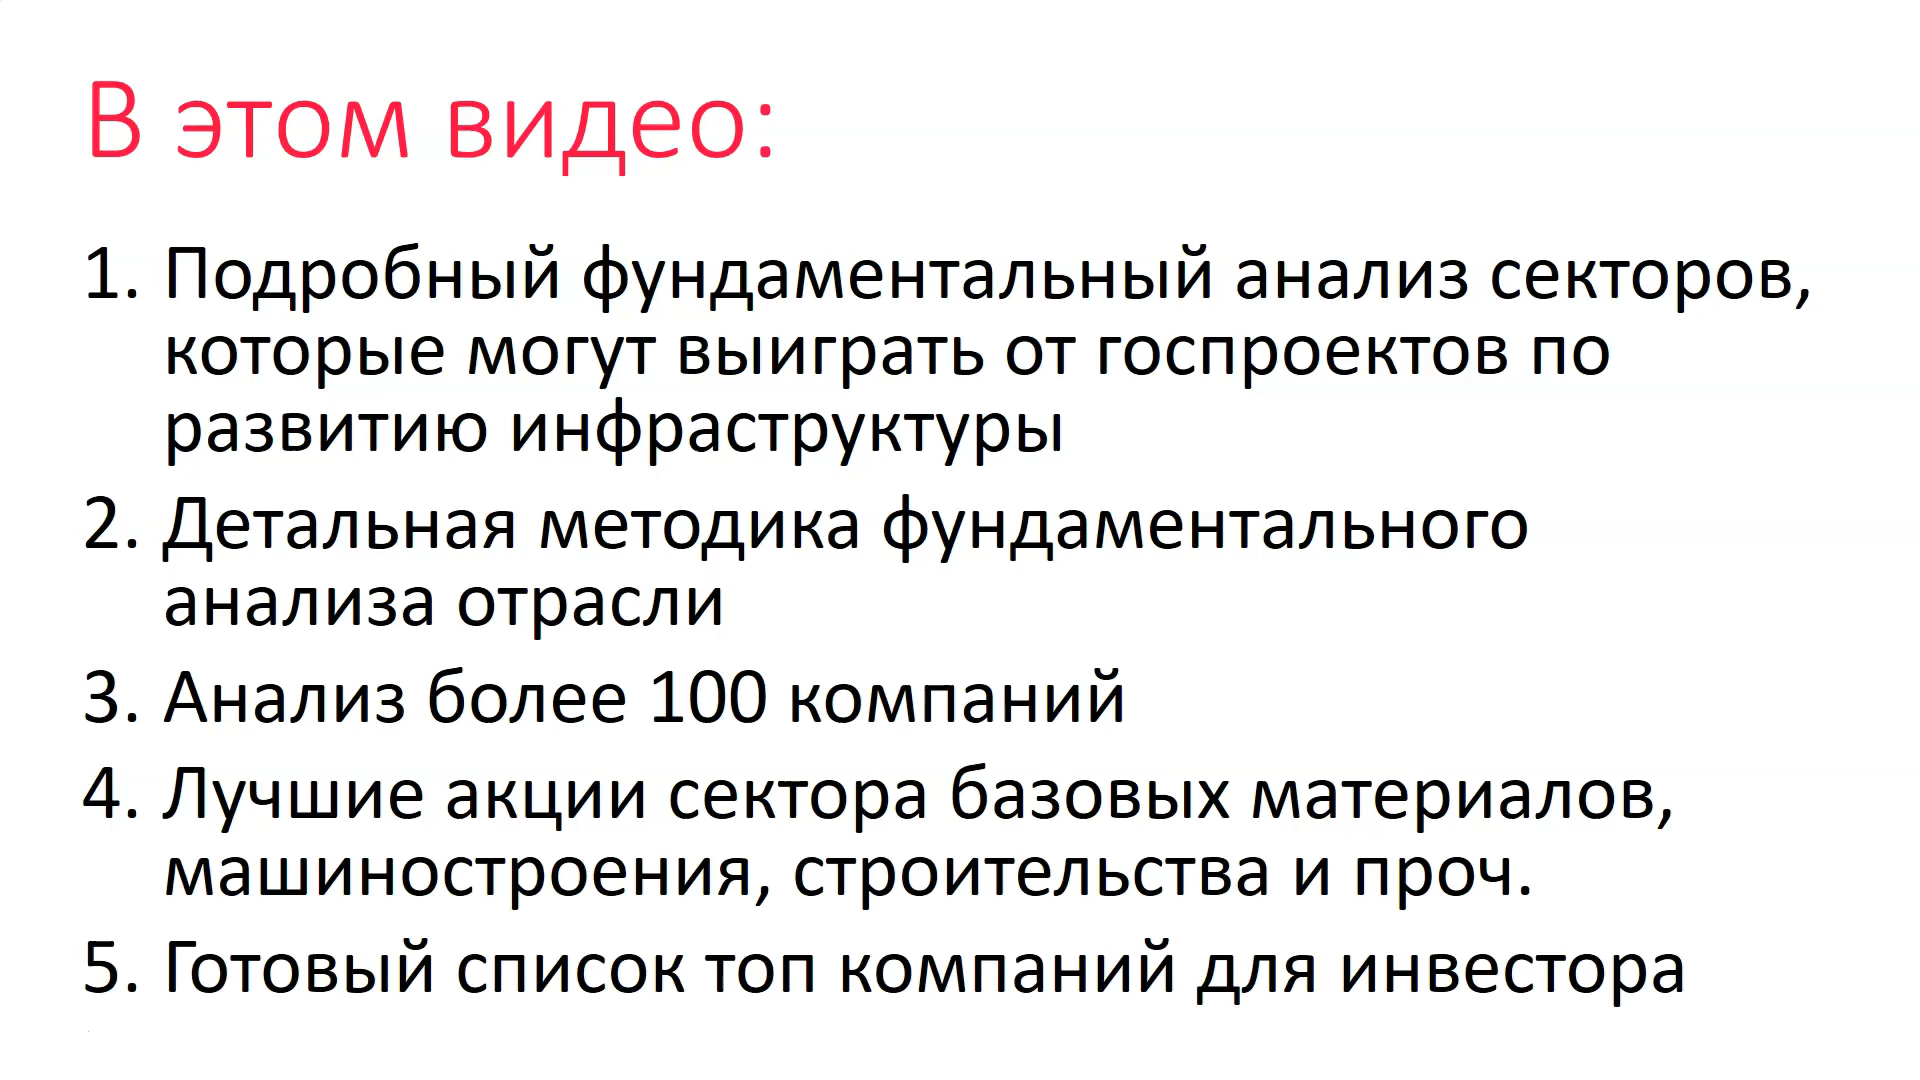 В этом видео:
1. Подробный фундаментальный анализ секторов,
которые могут выиграть от госпроектов по
развитию инфраструктуры
2. Детальная методика фундаментального
анализа отрасли
3. Анализ более 100 компаний
4. Лучшие акции сектора базовых материалов,
машиностроения, строительства и проч.
5. Готовый список топ компаний для инвестора